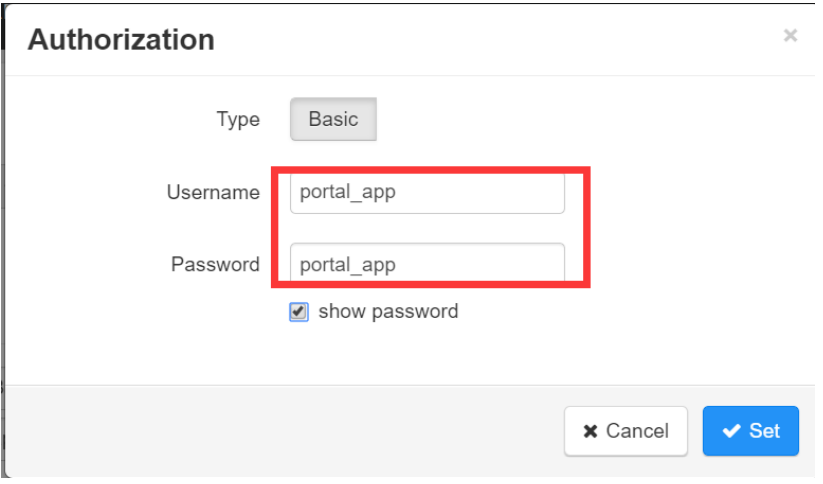 Authorization ×
Type Basic
Username portal_app
Password portal_app
show password
Cancel Set